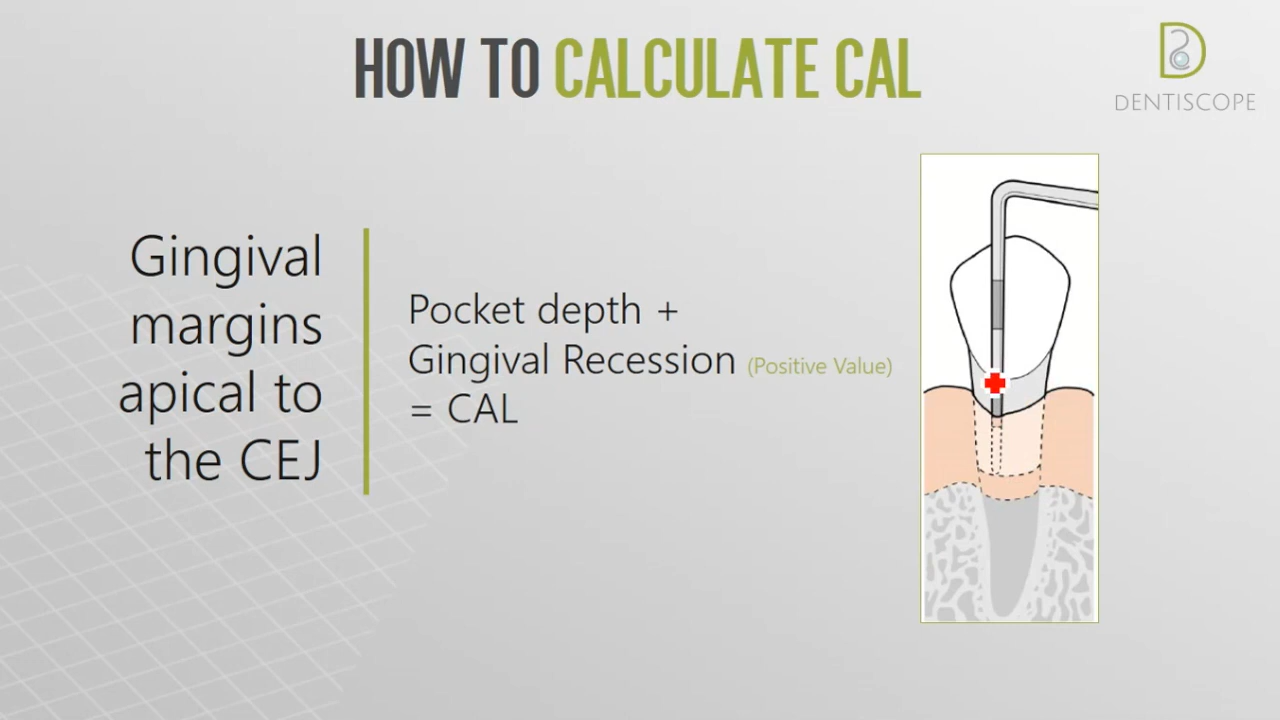 HOW TO CALCULATE CAL
DENTISCOPE
Gingival
margins
apical to
the CEJ
Pocket depth +
Gingival Recession (Positive Value)
= CAL